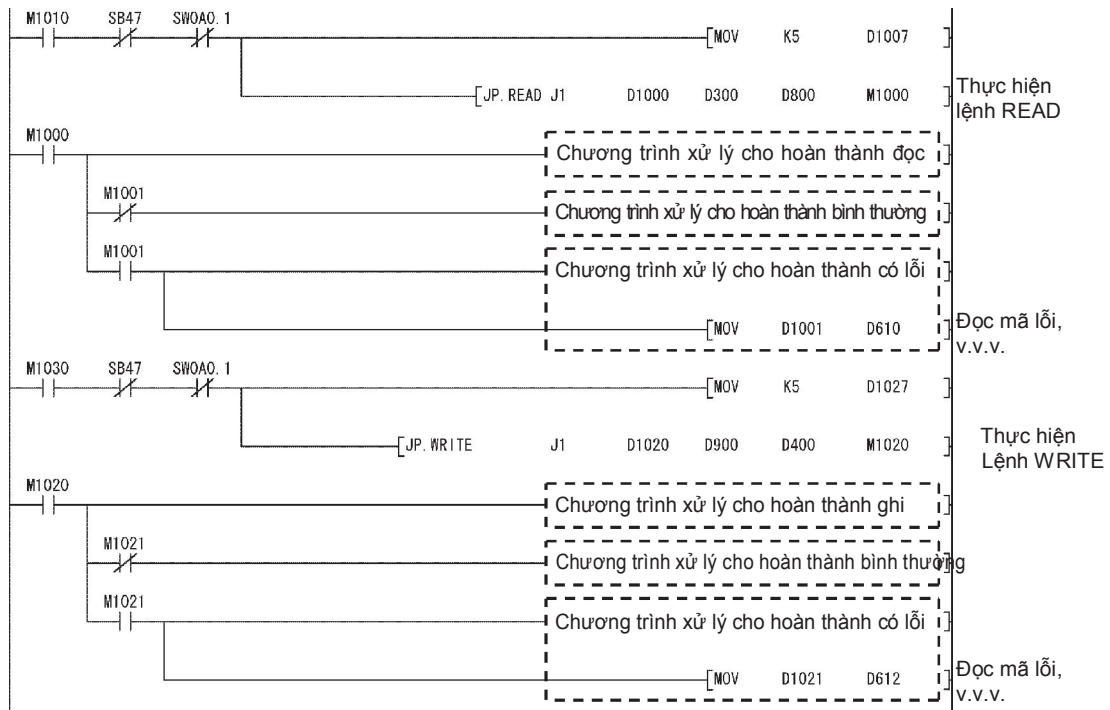 M1010 SB47 SW0A0. 1
[MOV K5 D1007 ]
[JP. READ J1 D1000 D300 D800 M1000 ]
Thực hiện
lệnh READ
M1000
Chương trình xử lý cho hoàn thành đọc ]
M1001
Chương trình xử lý cho hoàn thành bình thường ]
M1001
Chương trình xử lý cho hoàn thành có lỗi ]
[MOV D1001 D610 ]
Đọc mã lỗi,
v.v.v.
M1030 SB47 SW0A0. 1
[MOV K5 D1027 ]
[JP. WRITE J1 D1020 D900 D400 M1020 ]
Thực hiện
Lệnh WRITE
M1020
Chương trình xử lý cho hoàn thành ghi ]
M1021
Chương trình xử lý cho hoàn thành bình thường
M1021
Chương trình xử lý cho hoàn thành có lỗi ]
[MOV D1021 D612 ]
Đọc mã lỗi,
v.v.v.